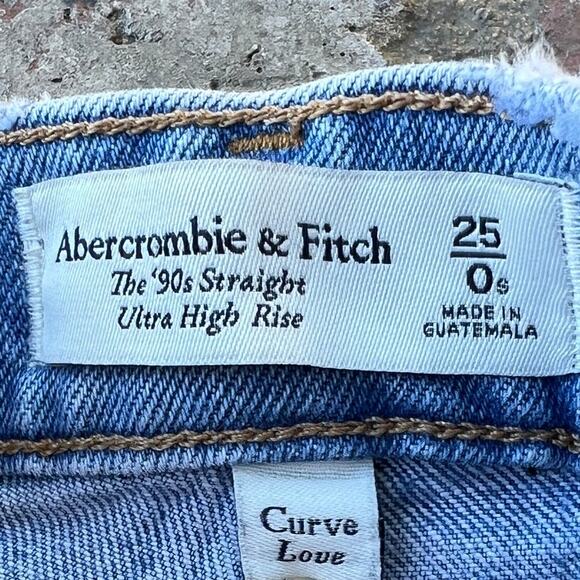 Abercrombie & Fitch
The '90s Straight
Ultra High Rise
25
0s
MADE IN
GUATEMALA
Curve
Love